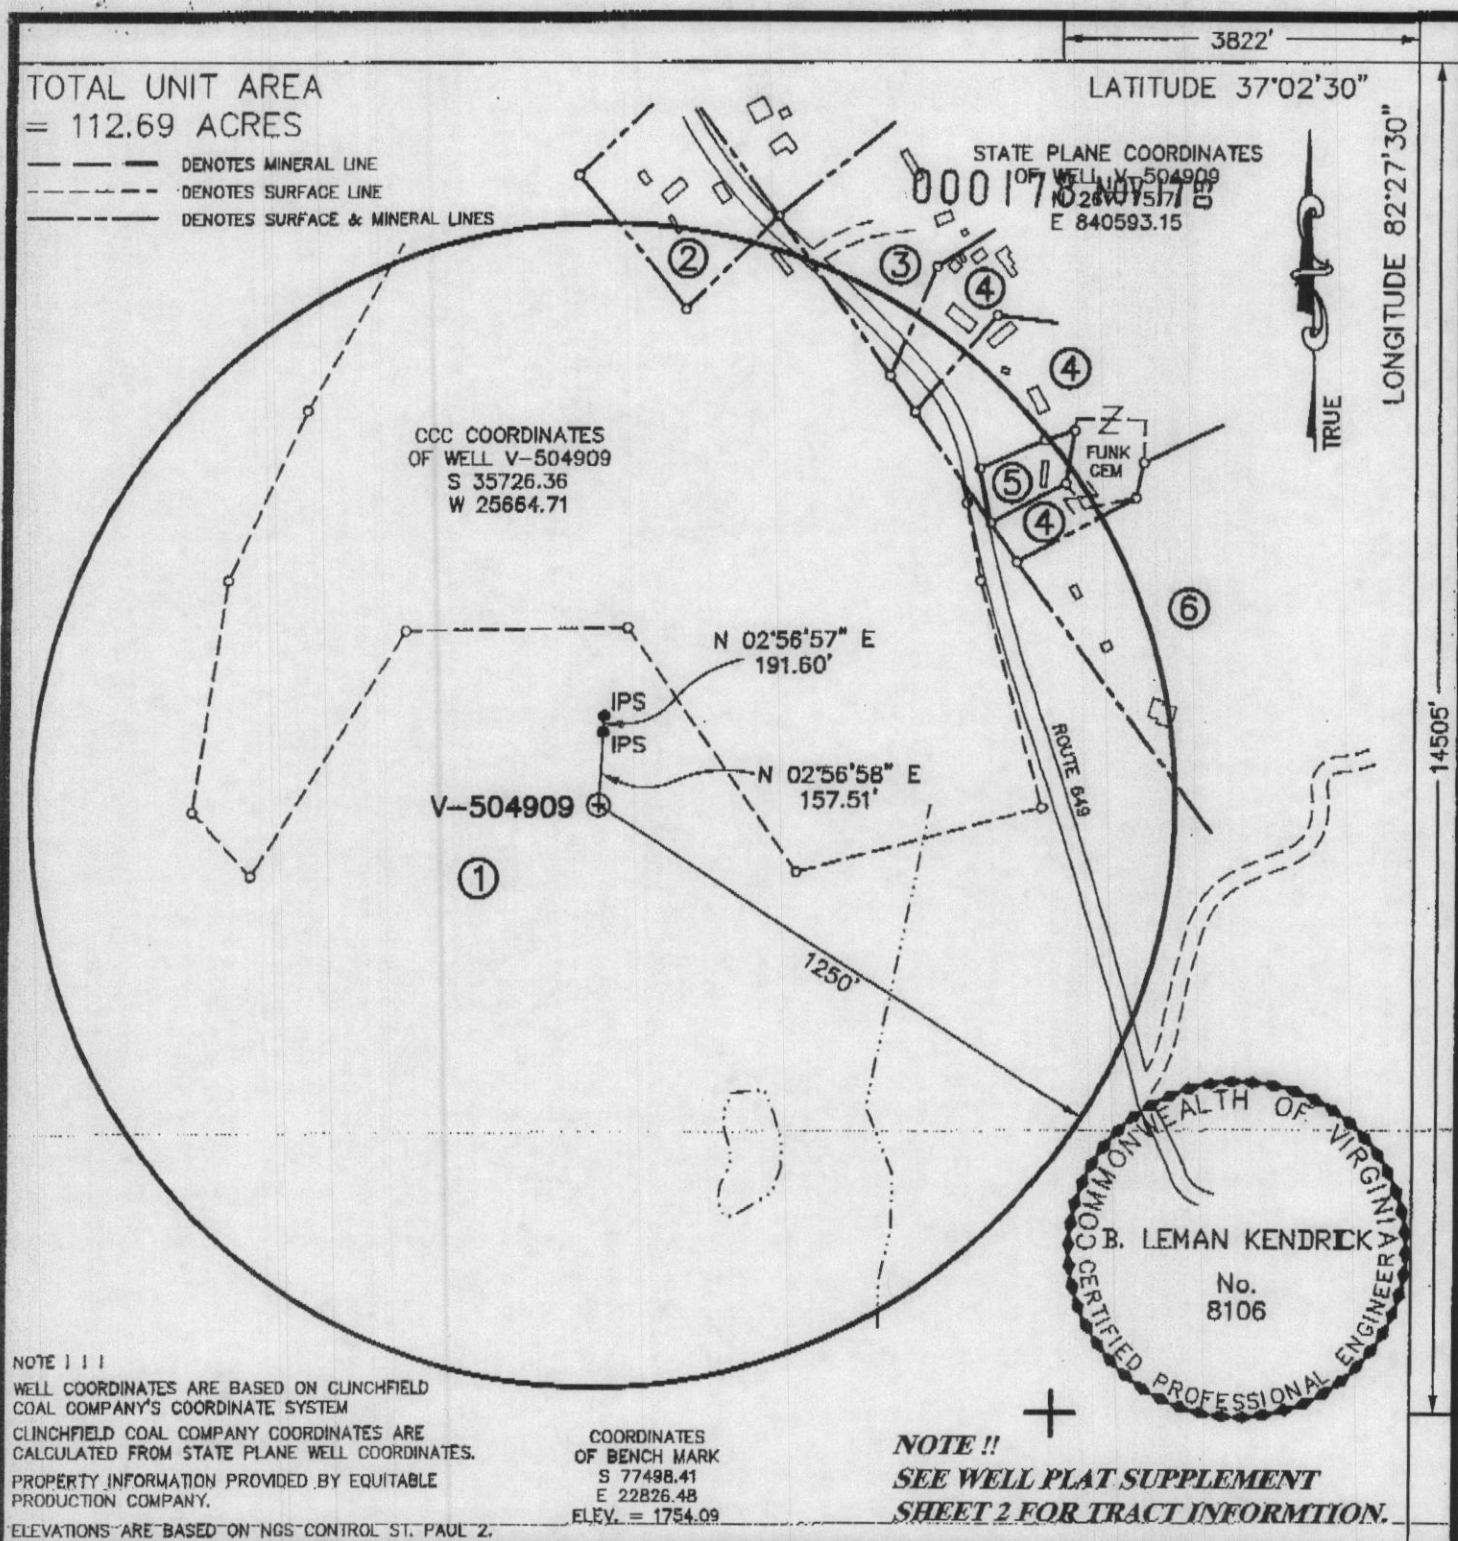 3822'
TOTAL UNIT AREA
= 112.69 ACRES
DENOTES MINERAL LINE
DENOTES SURFACE LINE
DENOTES SURFACE & MINERAL LINES
LATITUDE 37°02'30"
LONGITUDE 82°27'30"
STATE PLANE COORDINATES
OF WELL V-504909
E 840593.15
TRUE
2
3
4
4
CCC COORDINATES
OF WELL V-504909
S 35726.36
W 25664.71
Z
FUNK
CEM
5
4
Z
6
N 02°56'57" E
191.60'
IPS
IPS
N 02°56'58" E
157.51'
V-504909
1
ROUTE 649
14505'
1250'
COMMONWEALTH OF VIRGINIA
B. LEMAN KENDRICK
No.
8106
CERTIFIED PROFESSIONAL ENGINEER
NOTE ! ! !
WELL COORDINATES ARE BASED ON CLINCHFIELD
COAL COMPANY'S COORDINATE SYSTEM
CLINCHFIELD COAL COMPANY COORDINATES ARE
CALCULATED FROM STATE PLANE WELL COORDINATES.
PROPERTY INFORMATION PROVIDED BY EQUITABLE
PRODUCTION COMPANY.
ELEVATIONS ARE BASED ON NGS CONTROL ST. PAUL 2.
COORDINATES
OF BENCH MARK
S 77498.41
E 22826.48
ELEV. = 1754.09
NOTE !!
SEE WELL PLAT SUPPLEMENT
SHEET 2 FOR TRACT INFORMTION.